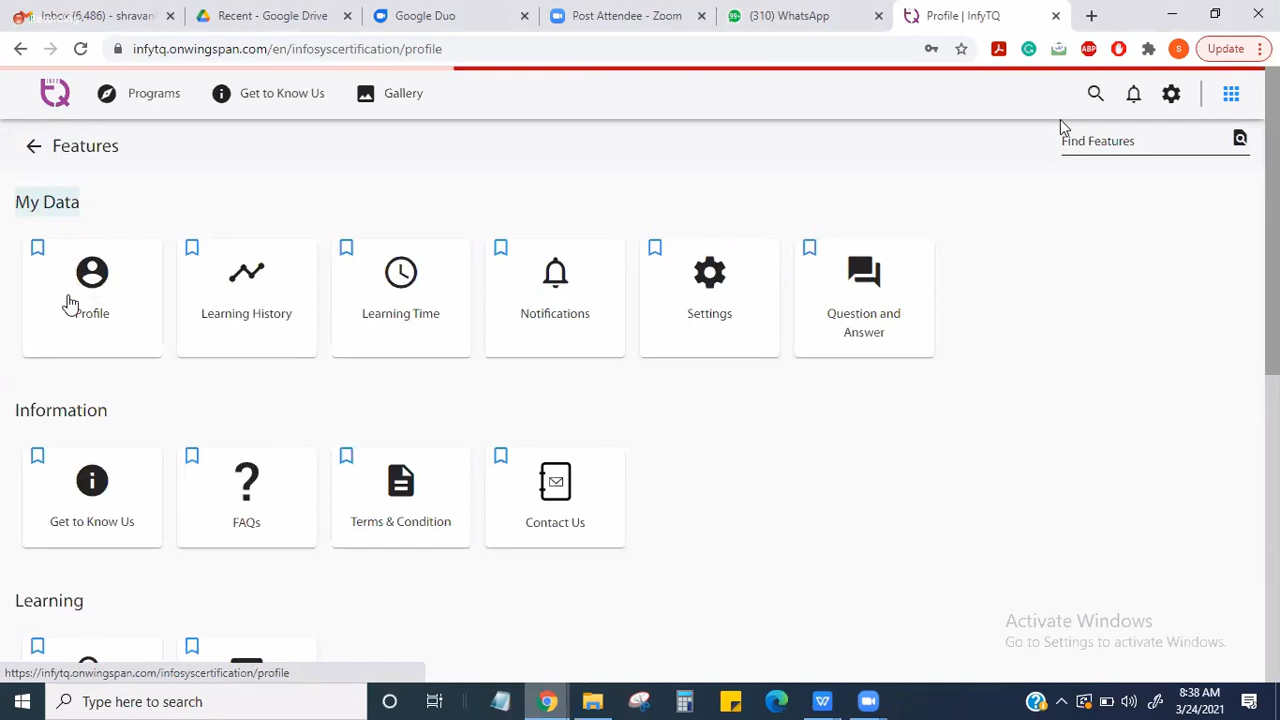 Inbox (5,486) - shravani
Recent - Google Drive
Google Duo
Post Attendee - Zoom
(310) WhatsApp
Profile | InfyTQ
infytq.onwingspan.com/en/infosyscertification/profile
ABP
S
Update
Programs
Get to Know Us
Gallery
Features
Find Features
My Data
Profile
Learning History
Learning Time
Notifications
Settings
Question and
Answer
Information
Get to Know Us
FAQs
Terms & Condition
Contact Us
Learning
Activate Windows
Go to Settings to activate Windows.
https://infytq.onwingspan.com/infosyscertification/profile
Type here to search
8:38 AM
3/24/2021